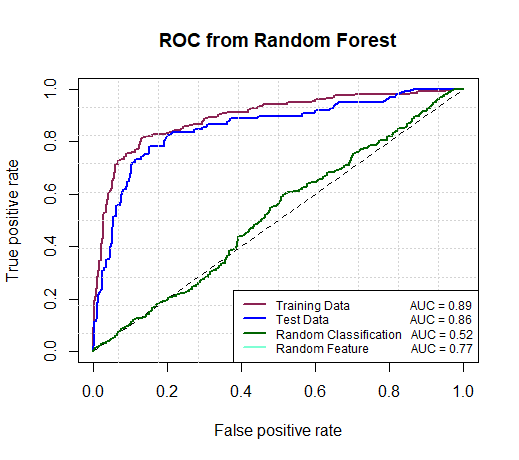 ROC from Random Forest
True positive rate
1.0
0.8
0.6
0.4
0.2
0.0
Training Data AUC = 0.89
Test Data AUC = 0.86
Random Classification AUC = 0.52
Random Feature AUC = 0.77
0.0 0.2 0.4 0.6 0.8 1.0
False positive rate